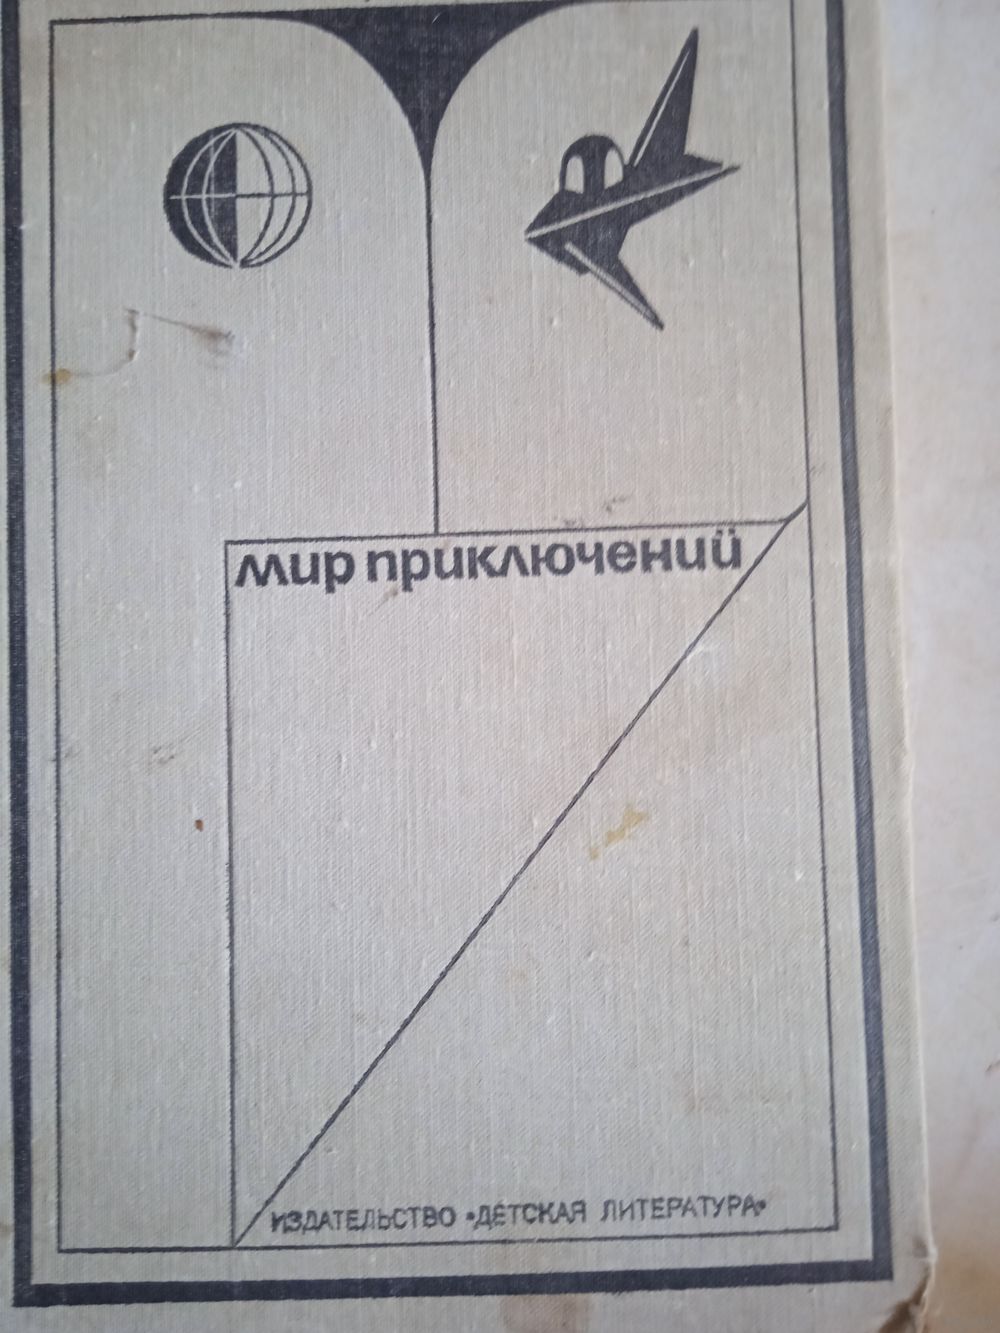 мир приключений
ИЗДАТЕЛЬСТВО «ДЕТСКАЯ ЛИТЕРАТУРА»